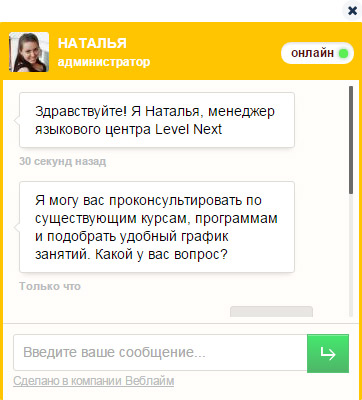 НАТАЛЬЯ
администратор
онлайн
Здравствуйте! Я Наталья, менеджер
языкового центра Level Next
30 секунд назад
Я могу вас проконсультировать по
существующим курсам, программам
и подобрать удобный график
занятий. Какой у вас вопрос?
Только что
Введите ваше сообщение...
Сделано в компании Веблайм